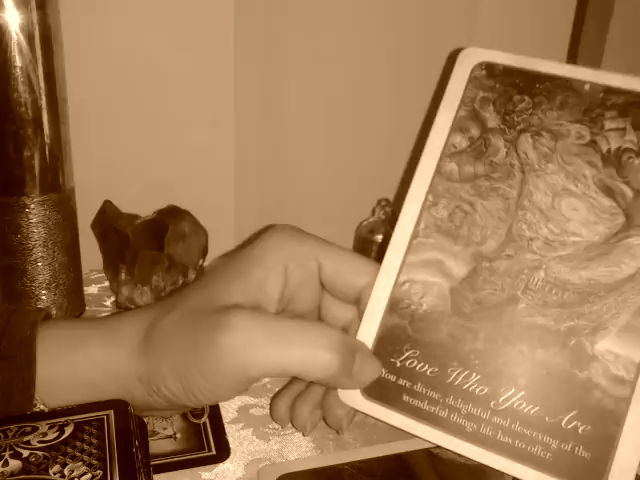 Love Who You Are
You are divine, delightful and deserving of the
wonderful things life has to offer.